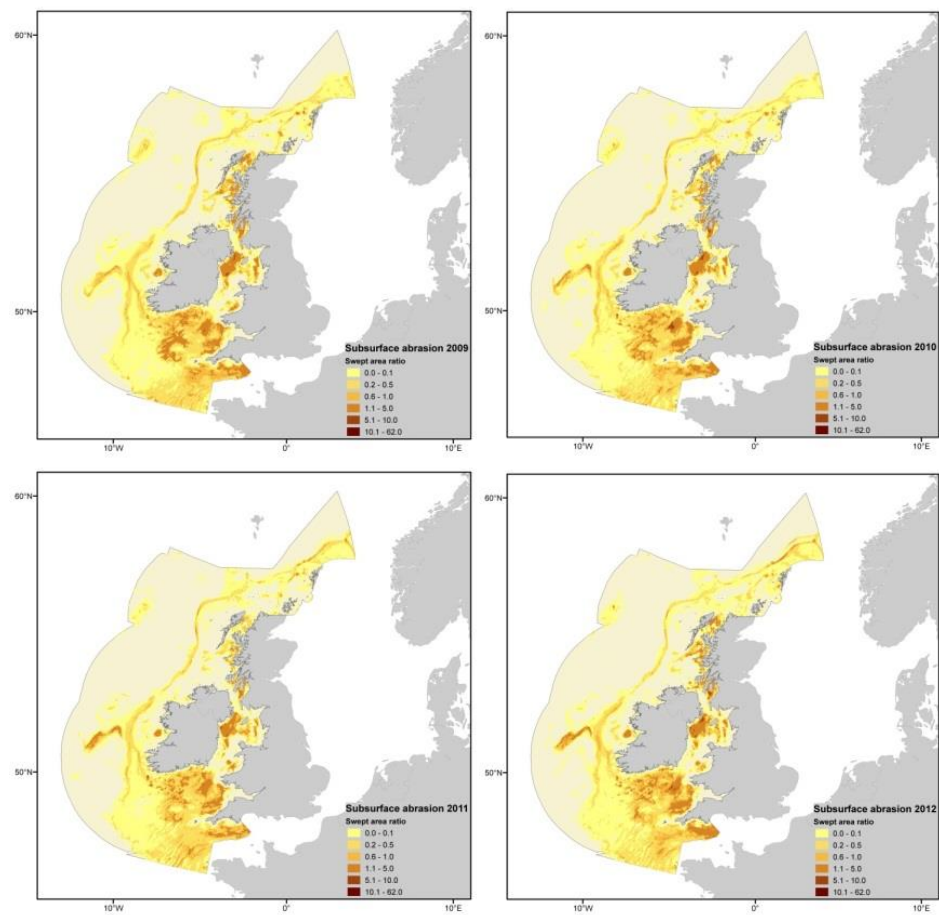 60°N
50°N
10°W
0°
10°E
Subsurface abrasion 2009
Swept area ratio
0.0 - 0.1
0.2 - 0.5
0.6 - 1.0
1.1 - 5.0
5.1 - 10.0
10.1 - 62.0
60°N
50°N
10°W
0°
10°E
Subsurface abrasion 2010
Swept area ratio
0.0 - 0.1
0.2 - 0.5
0.6 - 1.0
1.1 - 5.0
5.1 - 10.0
10.1 - 62.0
60°N
50°N
10°W
0°
10°E
Subsurface abrasion 2011
Swept area ratio
0.0 - 0.1
0.2 - 0.5
0.6 - 1.0
1.1 - 5.0
5.1 - 10.0
10.1 - 62.0
60°N
50°N
10°W
0°
10°E
Subsurface abrasion 2012
Swept area ratio
0.0 - 0.1
0.2 - 0.5
0.6 - 1.0
1.1 - 5.0
5.1 - 10.0
10.1 - 62.0